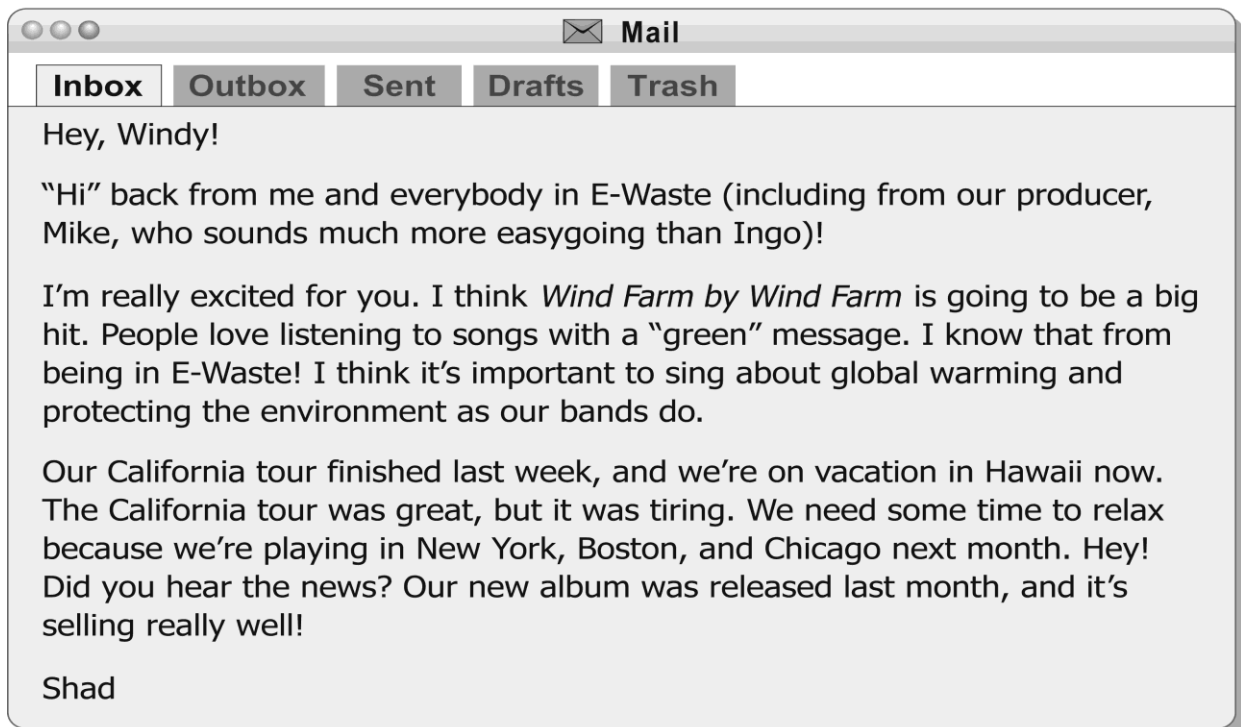 Mail
Inbox Outbox Sent Drafts Trash
Hey, Windy!
“Hi” back from me and everybody in E-Waste (including from our producer,
Mike, who sounds much more easygoing than Ingo)!
I’m really excited for you. I think Wind Farm by Wind Farm is going to be a big
hit. People love listening to songs with a “green” message. I know that from
being in E-Waste! I think it’s important to sing about global warming and
protecting the environment as our bands do.
Our California tour finished last week, and we’re on vacation in Hawaii now.
The California tour was great, but it was tiring. We need some time to relax
because we’re playing in New York, Boston, and Chicago next month. Hey!
Did you hear the news? Our new album was released last month, and it’s
selling really well!
Shad